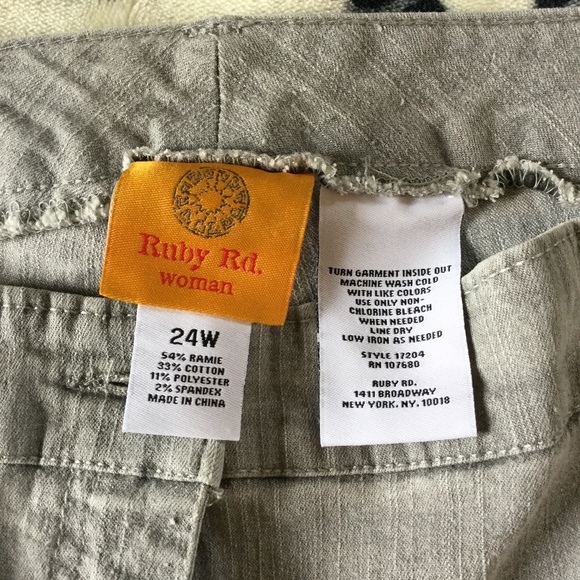 Ruby Rd.
woman
24W
54% RAMIE
33% COTTON
11% POLYESTER
2% SPANDEX
MADE IN CHINA
TURN GARMENT INSIDE OUT
MACHINE WASH COLD
WITH LIKE COLORS
USE ONLY NON-
CHLORINE BLEACH
WHEN NEEDED
LINE DRY
LOW IRON AS NEEDED
STYLE 17204
RN 107680
RUBY RD.
1411 BROADWAY
NEW YORK, NY. 10018